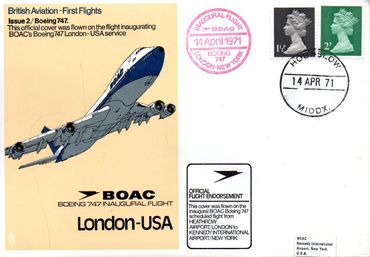 British Aviation-First Flights
Issue 2/Boeing 747.
This official cover was flown on the flight inaugurating
BOAC's Boeing 747 London-USA service
INAUGURAL FLIGHT
BOAC
14 April 1971
BOEING
747
LONDON-NEW YORK
1½P
2P
HOUNSLOW
14 APR 71
MIDDX.
BOAC
BOEING 747 INAUGURAL FLIGHT
London-USA
OFFICIAL
FLIGHT ENDORSEMENT
This cover was flown on the
Inaugural BOAC Boeing 747
scheduled flight from
HEATHROW
AIRPORT/LONDON to
KENNEDY INTERNATIONAL
AIRPORT/NEW YORK
BOAC
Kennedy International
Airport, New York,
U.S.A.